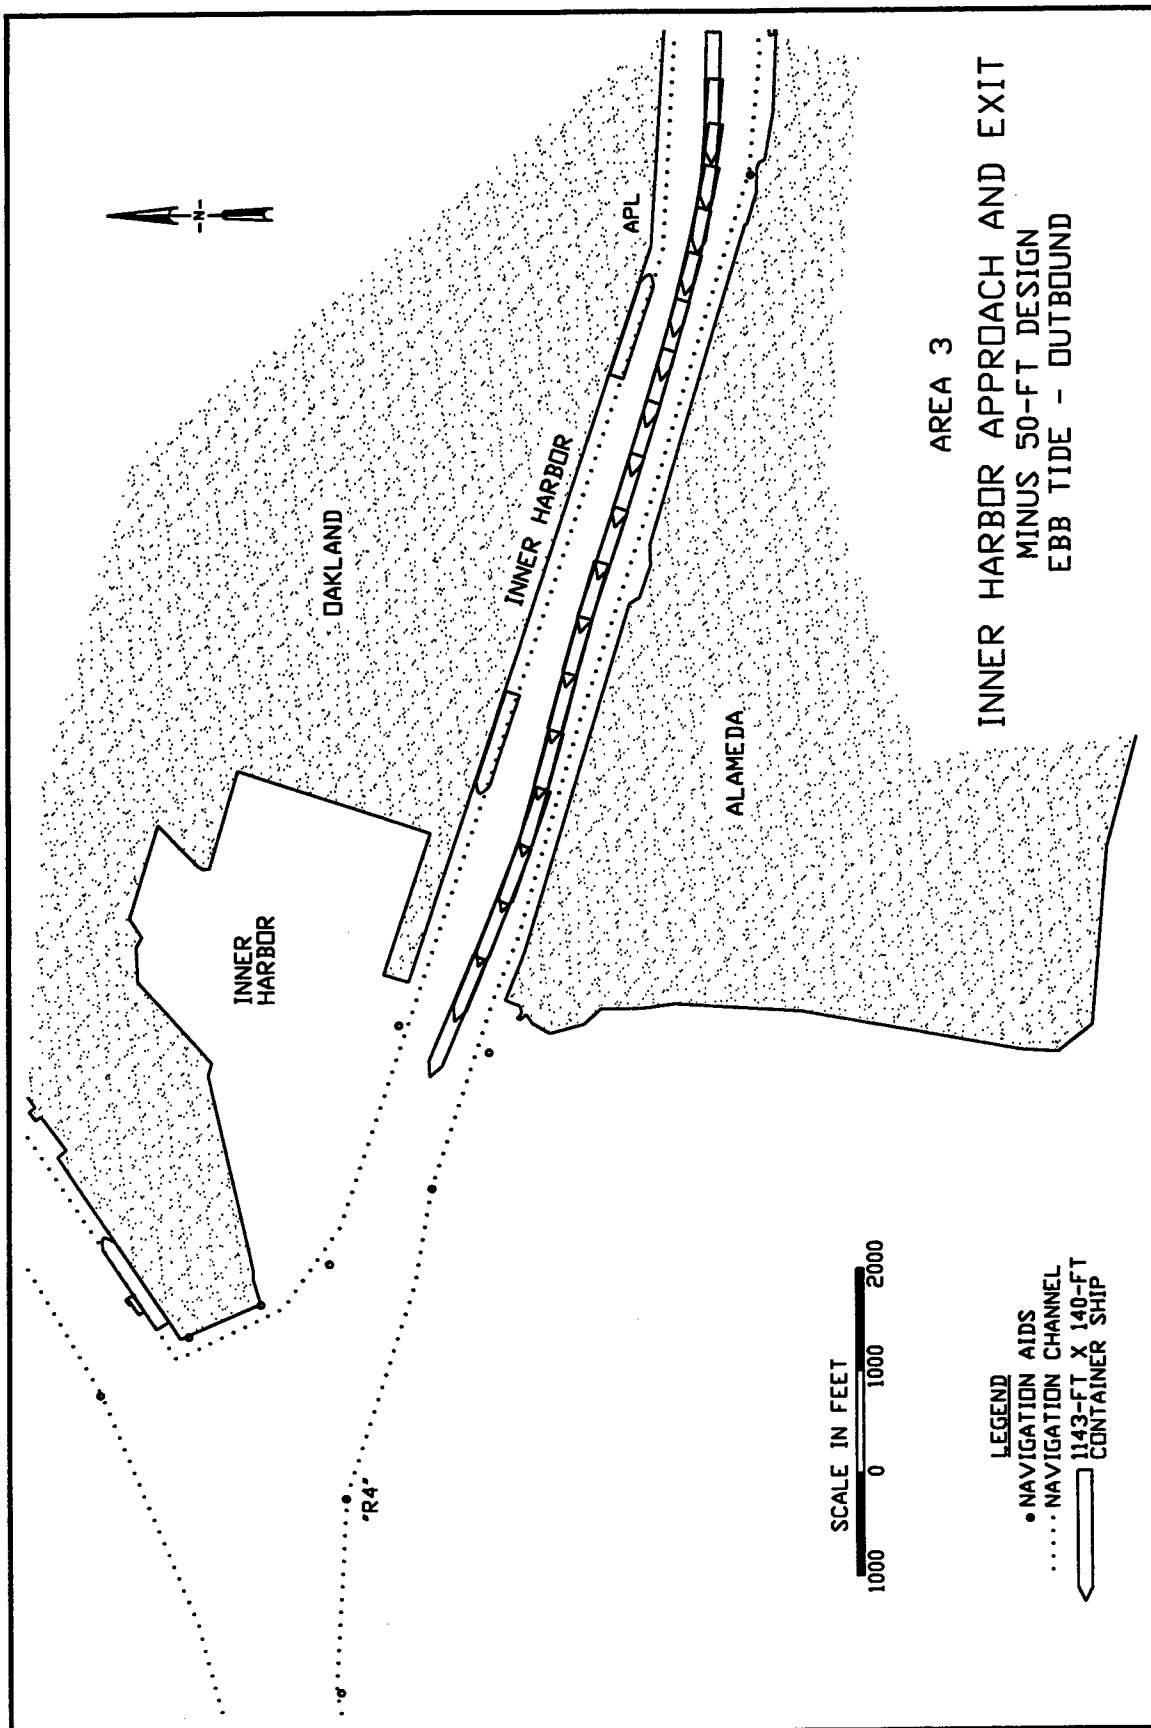 -N-
APL
INNER HARBOR
OAKLAND
INNER
HARBOR
ALAMEDA
"R4"
AREA 3
INNER HARBOR APPROACH AND EXIT
MINUS 50-FT DESIGN
EBB TIDE - OUTBOUND
SCALE IN FEET
1000 0 1000 2000
LEGEND
NAVIGATION AIDS
NAVIGATION CHANNEL
1143-FT X 140-FT
CONTAINER SHIP